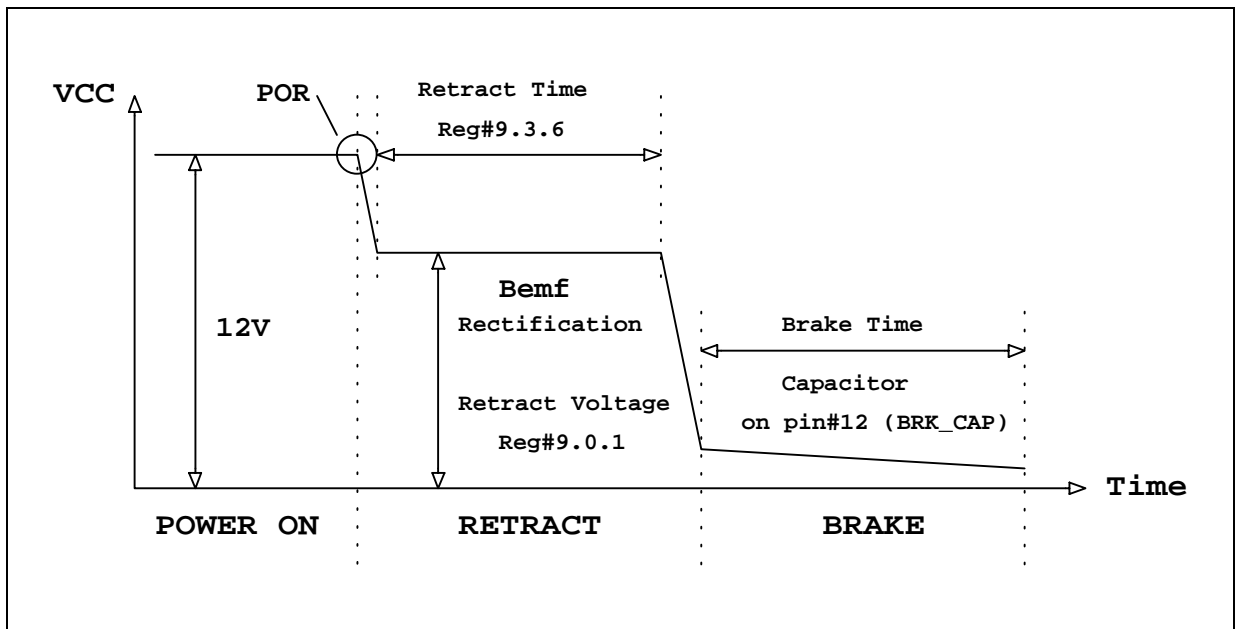 VCC
POR
Retract Time
Reg#9.3.6
12V
Bemf
Rectification
Retract Voltage
Reg#9.0.1
Brake Time
Capacitor
on pin#12 (BRK_CAP)
Time
POWER ON
RETRACT
BRAKE